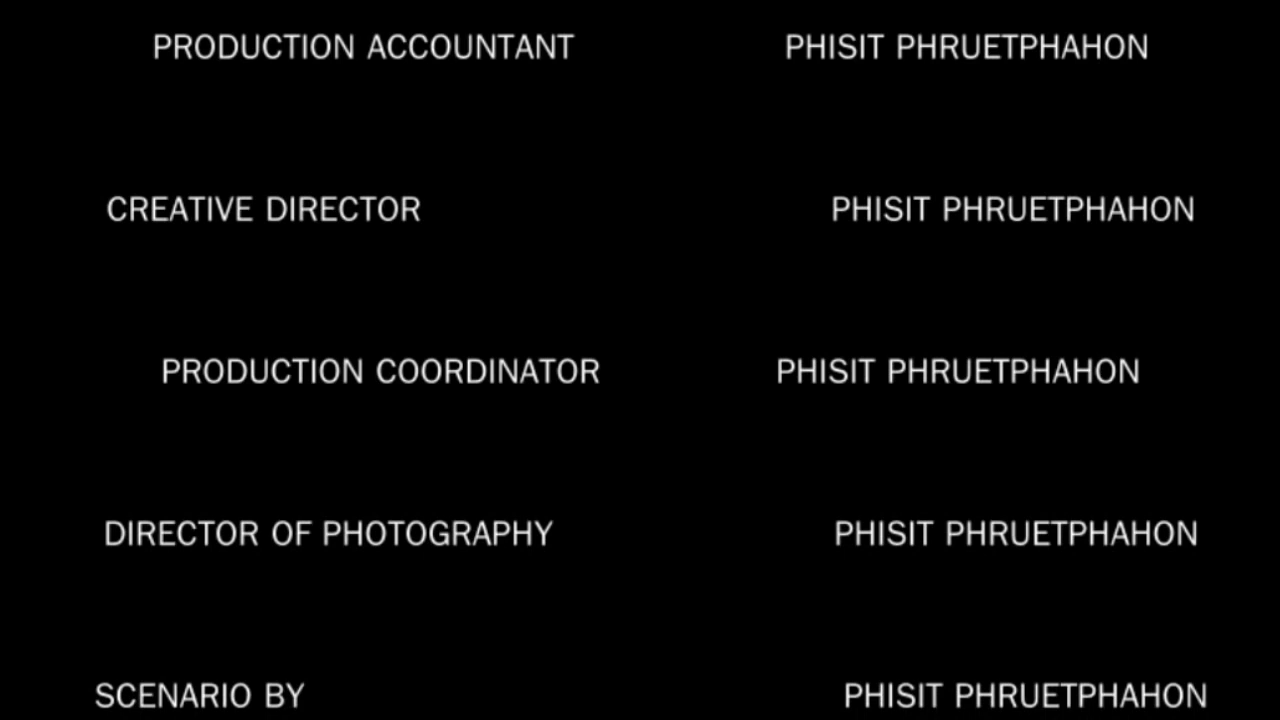 PRODUCTION ACCOUNTANT PHISIT PHRUETPHAHON
CREATIVE DIRECTOR PHISIT PHRUETPHAHON
PRODUCTION COORDINATOR PHISIT PHRUETPHAHON
DIRECTOR OF PHOTOGRAPHY PHISIT PHRUETPHAHON
SCENARIO BY PHISIT PHRUETPHAHON